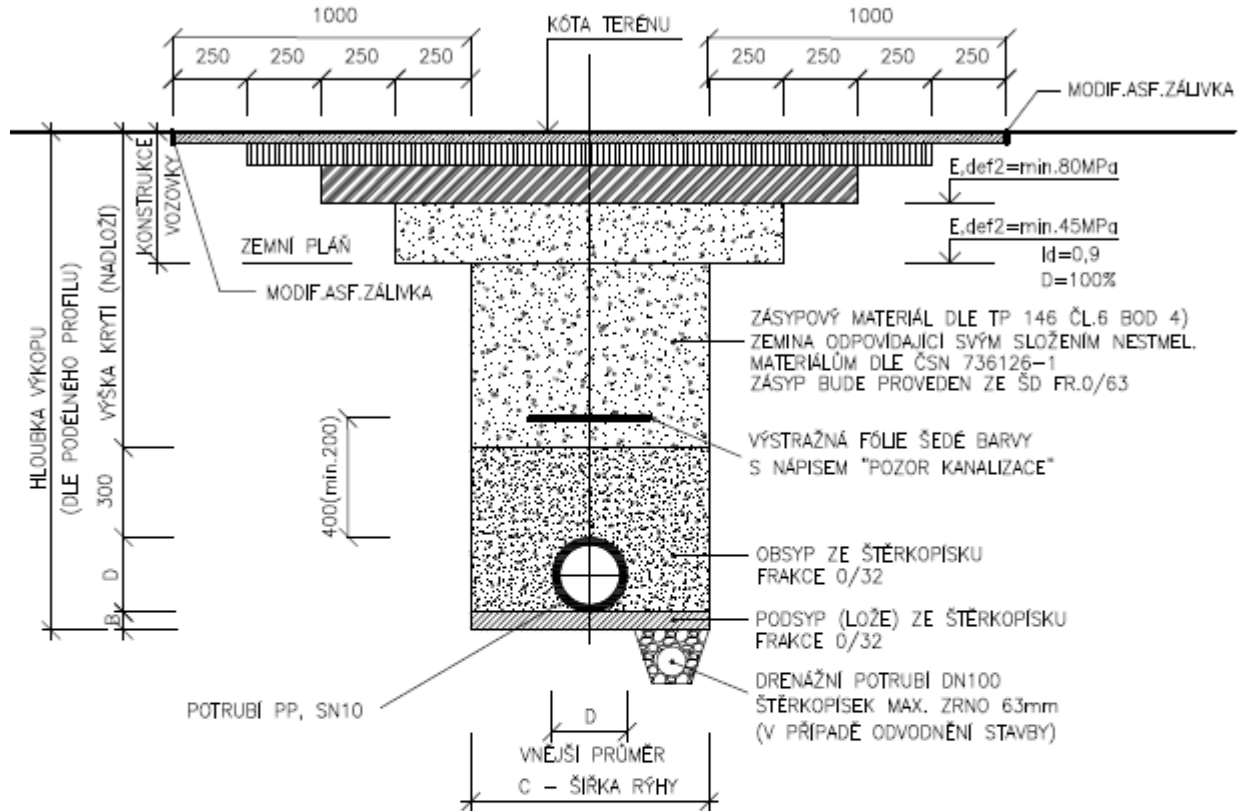 1000
KÓTA TERÉNU
1000
250 250 250 250
250 250 250 250
MODIF.ASF.ZÁLIVKA
KONSTRUKCE
VOZOVKY
E,def2=min.80MPa
E,def2=min.45MPa
Id=0,9
D=100%
ZEMNÍ PLÁŇ
MODIF.ASF.ZÁLIVKA
HLOUBKA VÝKOPU
(DLE PODÉLNÉHO PROFILU)
VÝŠKA KRYTÍ (NADLOŽÍ)
300
D
B
400(min.200)
ZÁSYPOVÝ MATERIÁL DLE TP 146 ČL.6 BOD 4)
ZEMINA ODPOVÍDAJÍCÍ SVÝM SLOŽENÍM NESTMEL.
MATERIÁLŮM DLE ČSN 736126-1
ZÁSYP BUDE PROVEDEN ZE ŠD FR.0/63
VÝSTRAŽNÁ FÓLIE ŠEDÉ BARVY
S NÁPISEM "POZOR KANALIZACE"
OBSYP ZE ŠTĚRKOPÍSKU
FRAKCE 0/32
PODSYP (LOŽE) ZE ŠTĚRKOPÍSKU
FRAKCE 0/32
DRENÁŽNÍ POTRUBÍ DN100
ŠTĚRKOPÍSEK MAX. ZRNO 63mm
(V PŘÍPADĚ ODVODNĚNÍ STAVBY)
POTRUBÍ PP, SN10
D
VNĚJŠÍ PRŮMĚR
C - ŠÍŘKA RÝHY